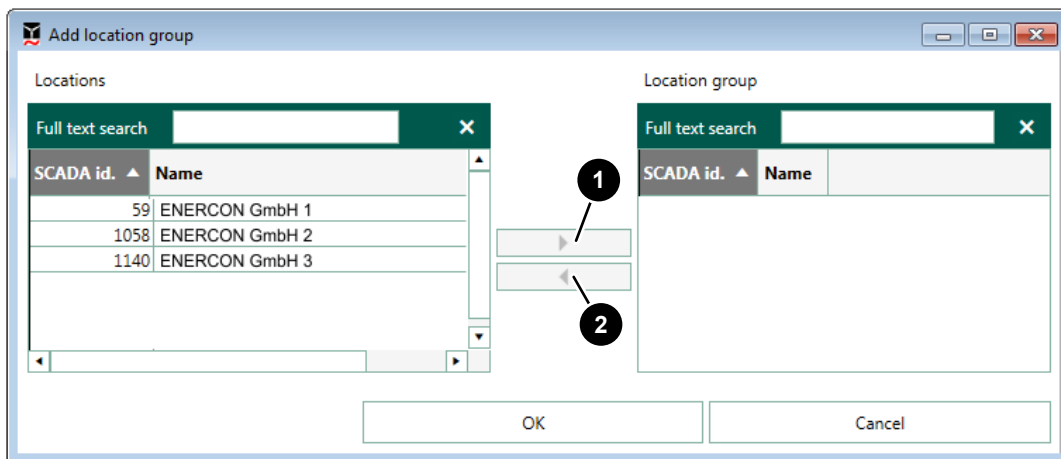 Add location group
Locations
Location group
Full text search
Full text search
SCADA id. Name
SCADA id. Name
59 ENERCON GmbH 1
1058 ENERCON GmbH 2
1140 ENERCON GmbH 3
1
2
OK
Cancel